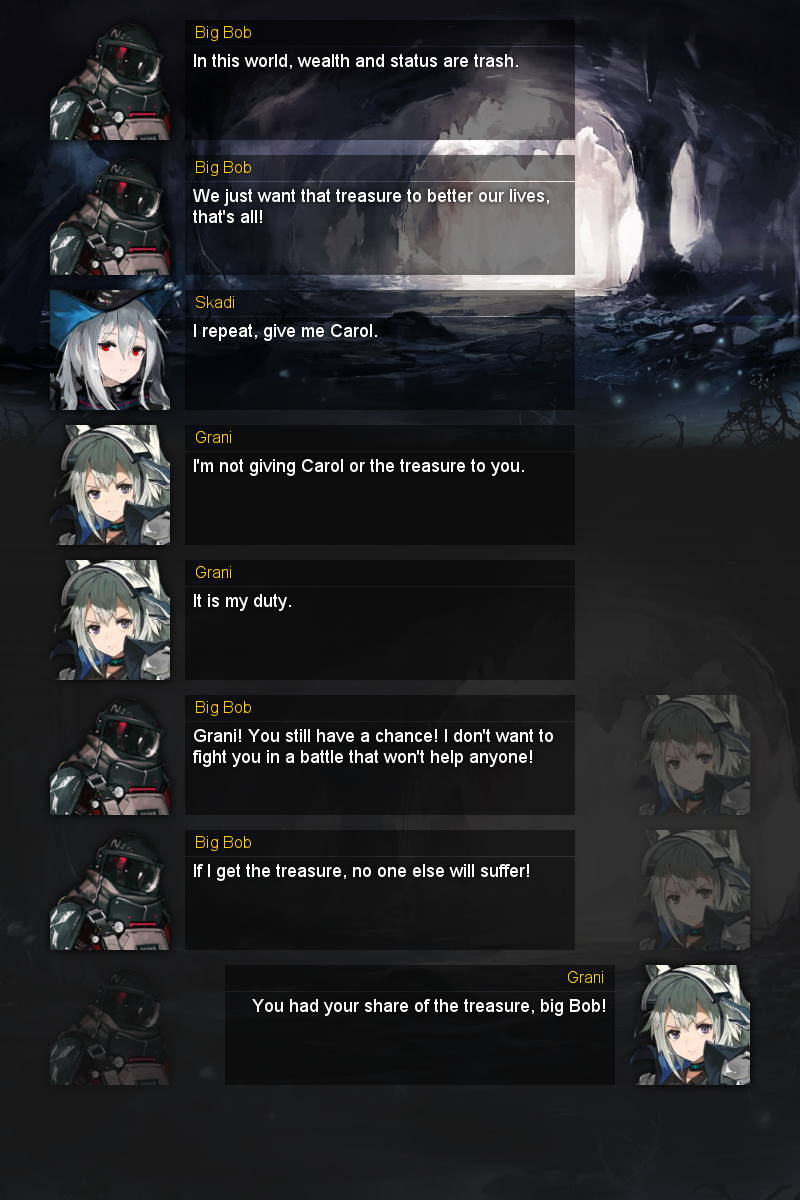 Big Bob
In this world, wealth and status are trash.
Big Bob
We just want that treasure to better our lives,
that's all!
Skadi
I repeat, give me Carol.
Grani
I'm not giving Carol or the treasure to you.
Grani
It is my duty.
Big Bob
Grani! You still have a chance! I don't want to
fight you in a battle that won't help anyone!
Big Bob
If I get the treasure, no one else will suffer!
Grani
You had your share of the treasure, big Bob!